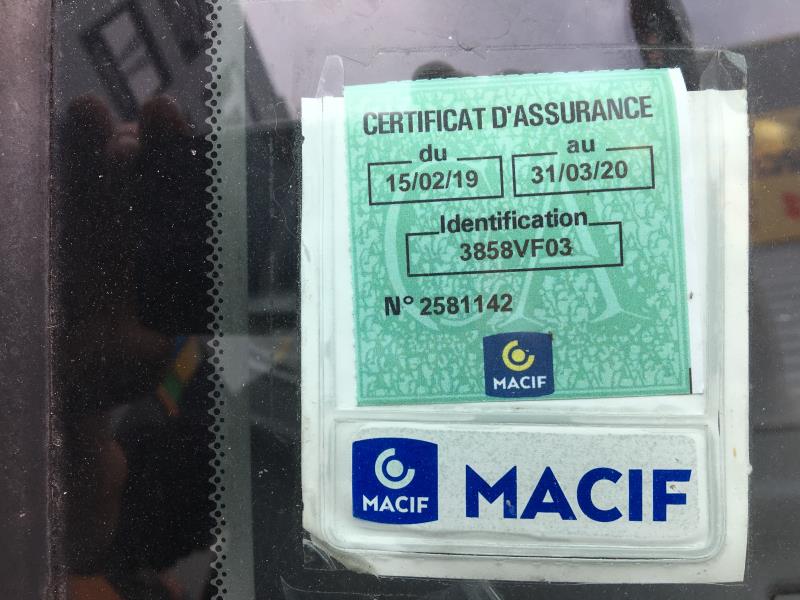 CERTIFICAT D'ASSURANCE
du au
15/02/19 31/03/20
Identification
3858VF03
N° 2581142
MACIF
MACIF MACIF